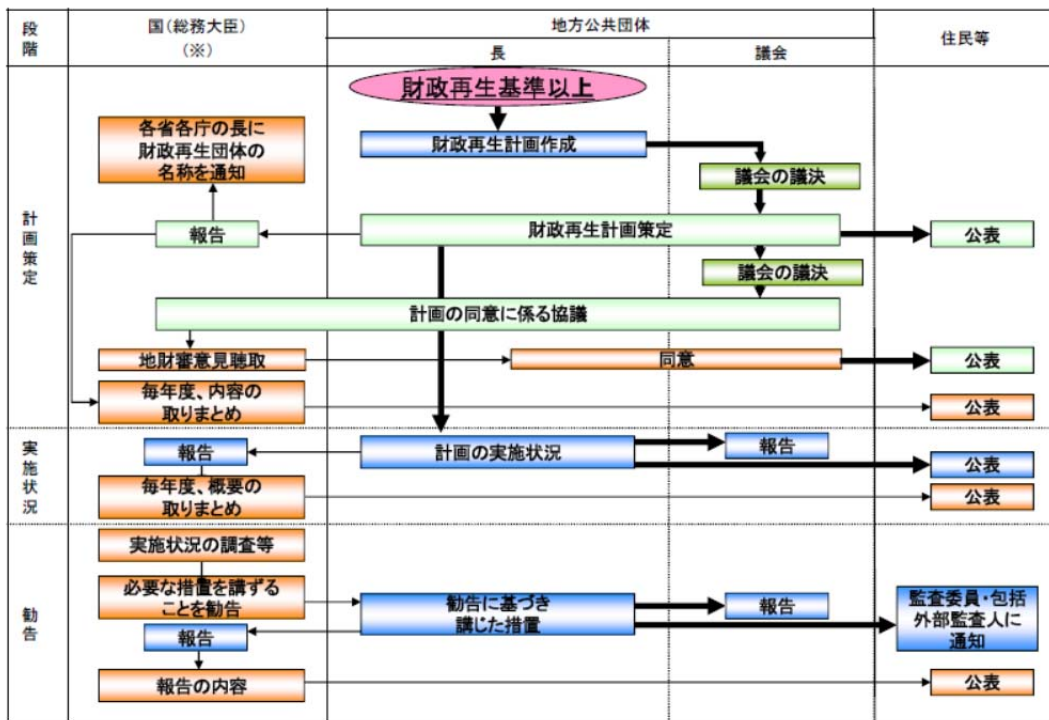 段
階
国(総務大臣)
(※)
地方公共団体
長
議会
住民等
計
画
策
定
財政再生基準以上
各省各庁の長に
財政再生団体の
名称を通知
財政再生計画作成
議会の議決
報告
財政再生計画策定
公表
議会の議決
計画の同意に係る協議
地財審意見聴取
同意
公表
毎年度、内容の
取りまとめ
公表
実
施
状
況
報告
計画の実施状況
報告
公表
毎年度、概要の
取りまとめ
公表
勧
告
実施状況の調査等
必要な措置を講ずる
ことを勧告
勧告に基づき
講じた措置
報告
監査委員・包括
外部監査人に
通知
報告
報告の内容
公表